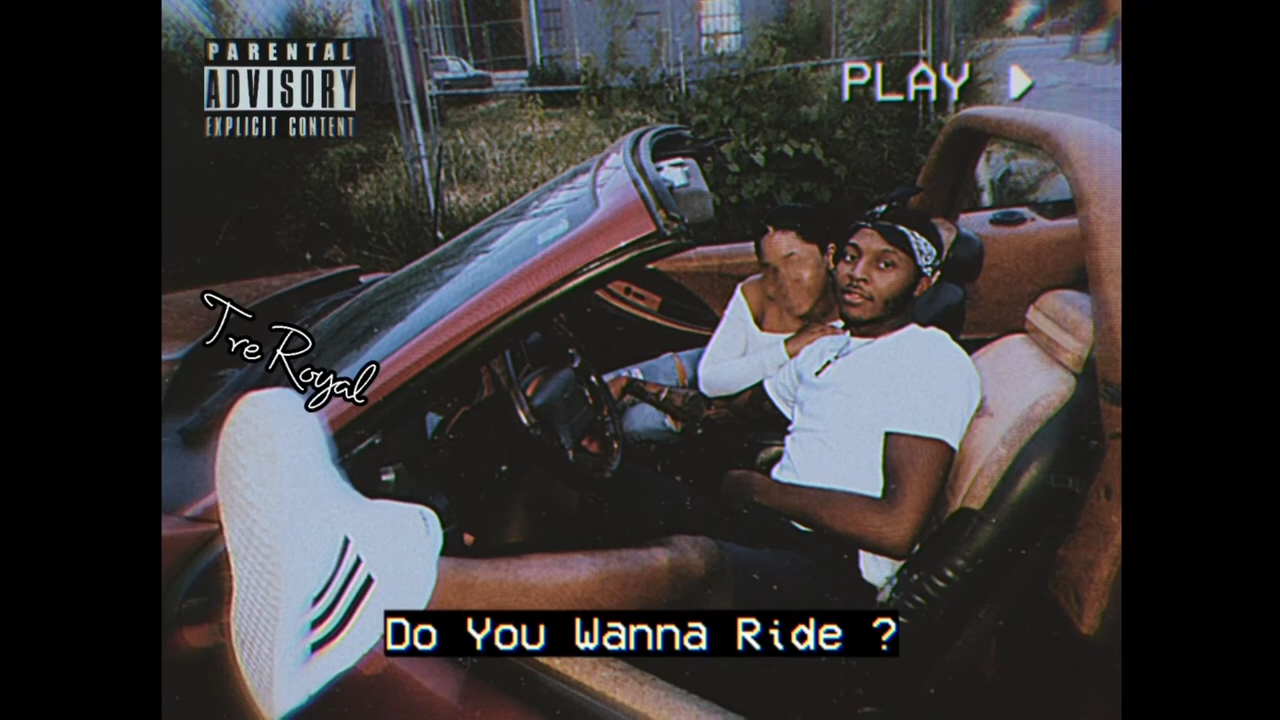 PARENTAL
ADVISORY
EXPLICIT CONTENT
PLAY
Tre Royal
Do You Wanna Ride ?